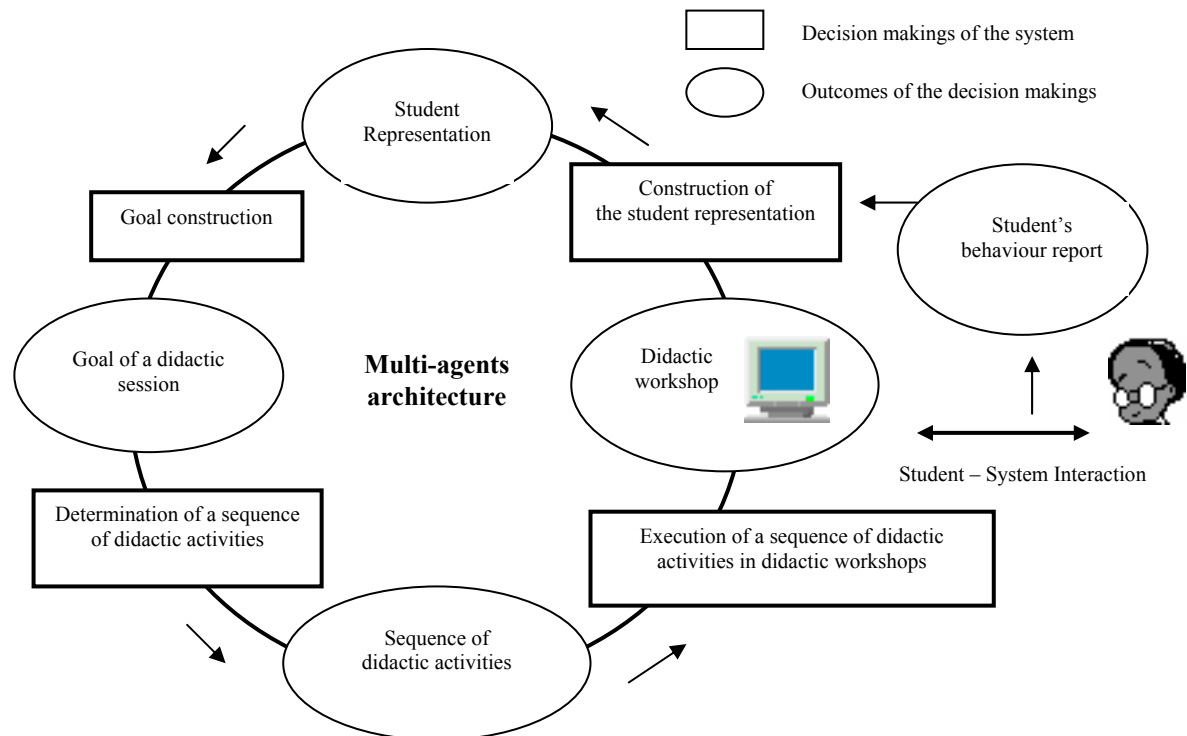 Decision makings of the system
Outcomes of the decision makings
Student
Representation
Construction of
the student representation
Goal construction
Student’s
behaviour report
Goal of a didactic
session
Multi-agents
architecture
Didactic
workshop
Student – System Interaction
Determination of a sequence
of didactic activities
Execution of a sequence of didactic
activities in didactic workshops
Sequence of
didactic activities